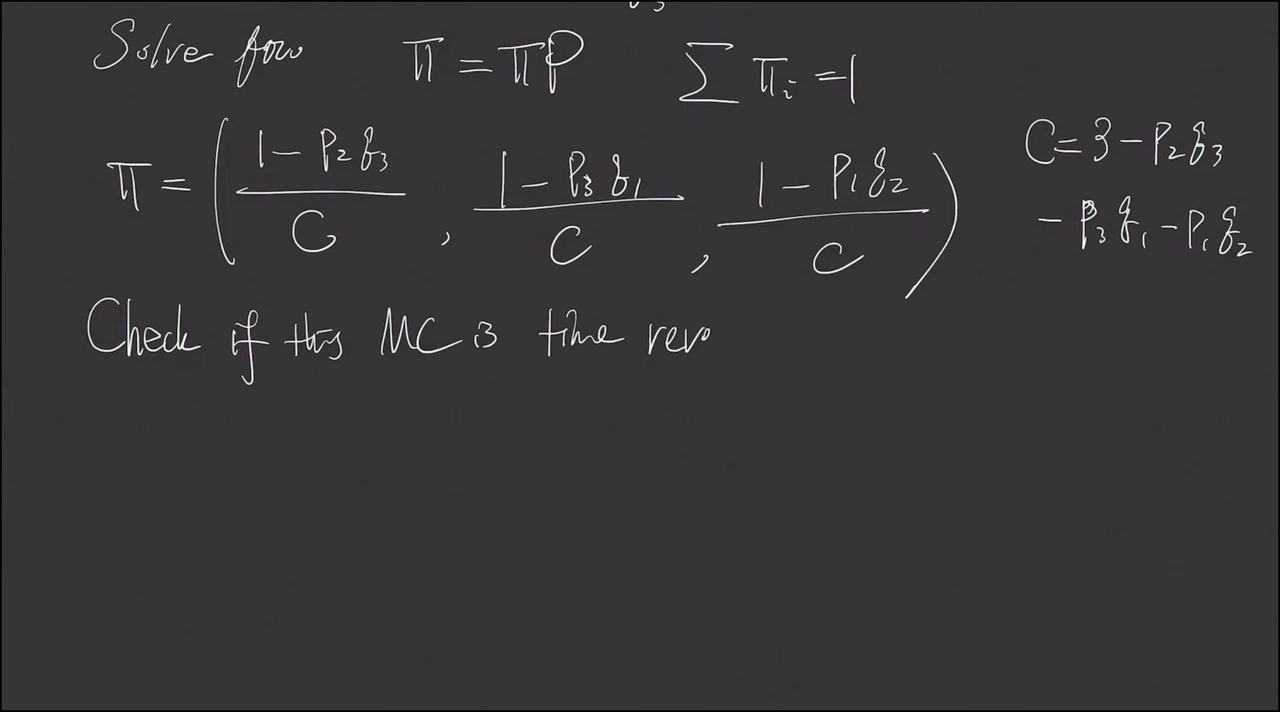 Solve for π = πP ∑ πᵢ = 1
π = ( (1 − P₂q₃)/C , (1 − P₃q₁)/C , (1 − P₁q₂)/C ) C = 3 − P₂q₃
− P₃q₁ − P₁q₂
Check if this MC is time rever